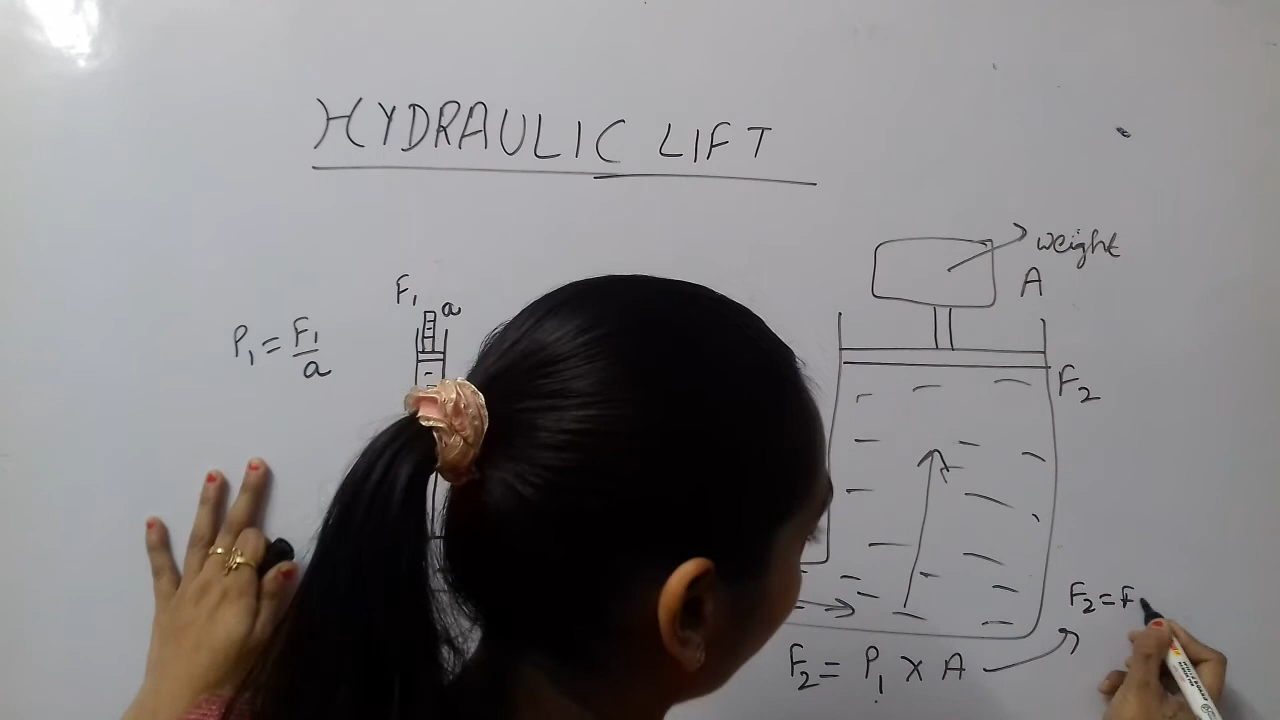 HYDRAULIC LIFT
weight
A
F₁
a
P₁ = F₁/a
F₂
F₂ = F
F₂ = P₁ × A